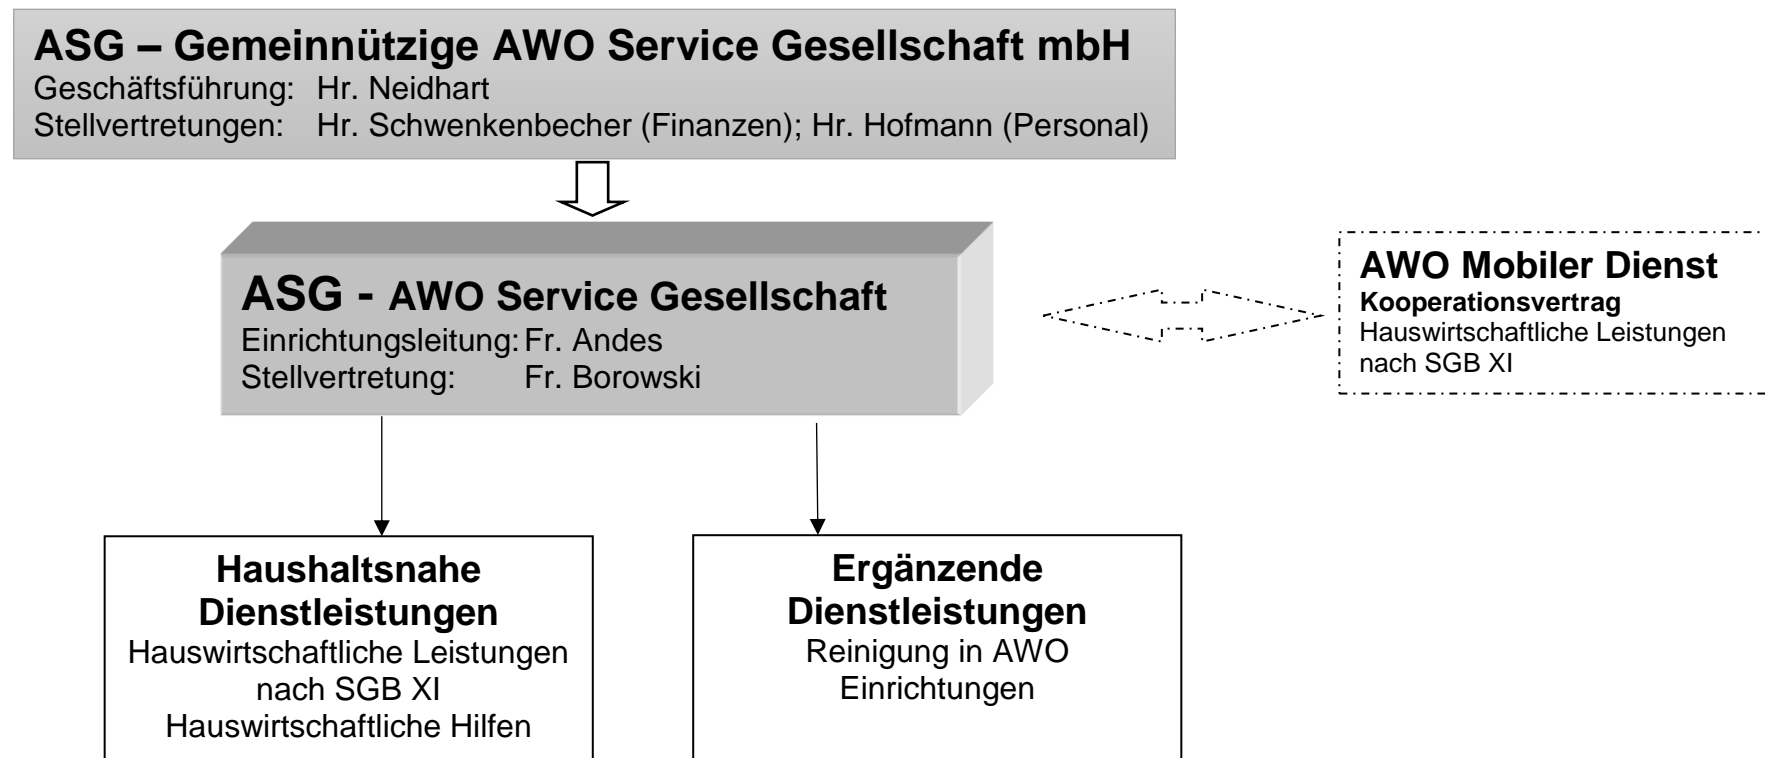 ASG – Gemeinnützige AWO Service Gesellschaft mbH
Geschäftsführung: Hr. Neidhart
Stellvertretungen: Hr. Schwenkenbecher (Finanzen); Hr. Hofmann (Personal)
ASG - AWO Service Gesellschaft
Einrichtungsleitung: Fr. Andes
Stellvertretung: Fr. Borowski
AWO Mobiler Dienst
Kooperationsvertrag
Hauswirtschaftliche Leistungen
nach SGB XI
Haushaltsnahe
Dienstleistungen
Hauswirtschaftliche Leistungen
nach SGB XI
Hauswirtschaftliche Hilfen
Ergänzende
Dienstleistungen
Reinigung in AWO
Einrichtungen